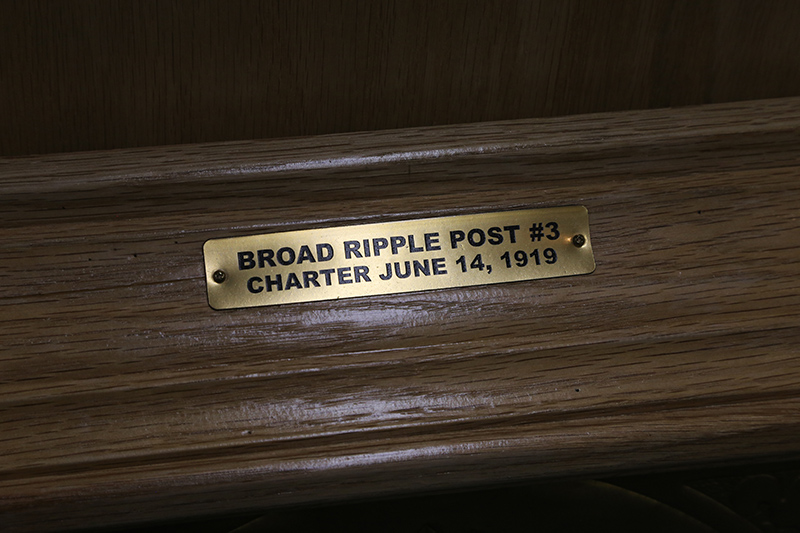 BROAD RIPPLE POST #3
CHARTER JUNE 14, 1919